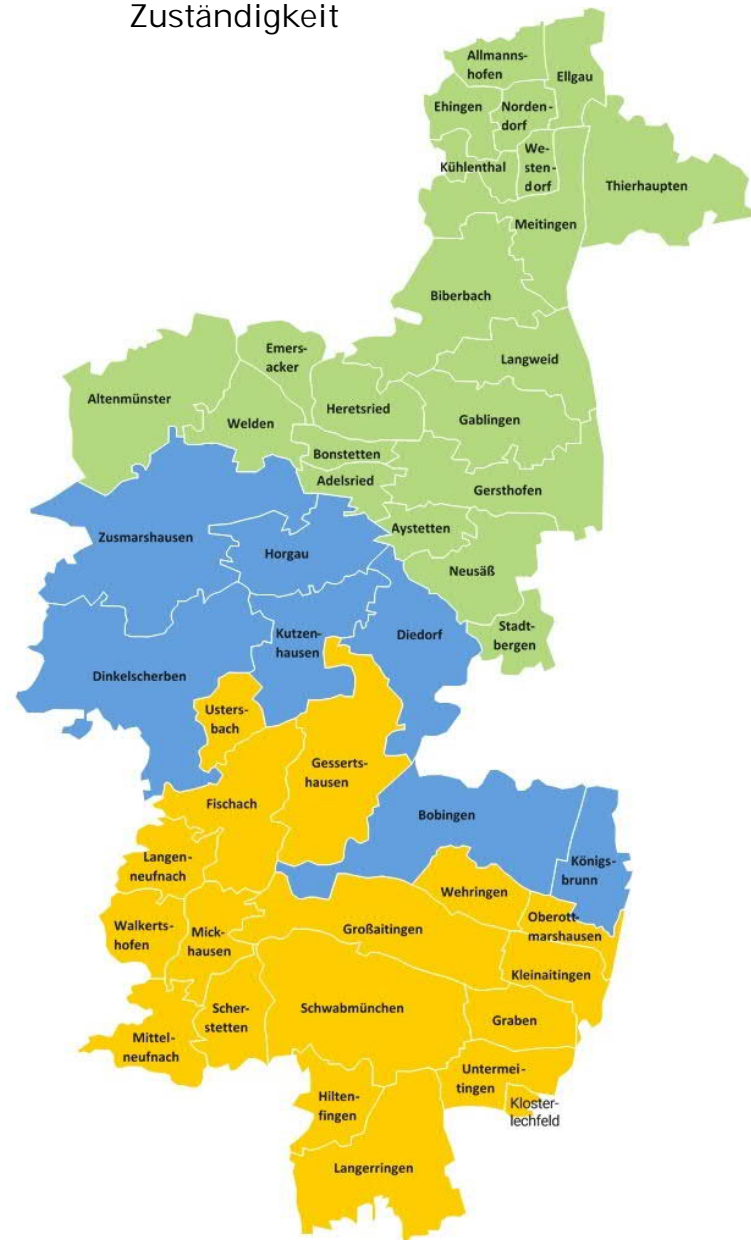 Zuständigkeit
Allmanns-
hofen
Ellgau
Ehingen
Norden-
dorf
We-
sten-
dorf
Kühlenthal
Thierhaupten
Meitingen
Biberbach
Emers-
acker
Langweid
Altenmünster
Heretsried
Welden
Gablingen
Bonstetten
Adelsried
Gersthofen
Aystetten
Zusmarshausen
Horgau
Neusäß
Stadt-
bergen
Kutzen-
hausen
Diedorf
Dinkelscherben
Usters-
bach
Gesserts-
hausen
Fischach
Bobingen
Langen-
neufnach
Königs-
brunn
Wehringen
Walkerts-
hofen
Mick-
hausen
Großaitingen
Oberott-
marshausen
Kleinaitingen
Scher-
stetten
Schwabmünchen
Graben
Mittel-
neufnach
Untermei-
tingen
Hilten-
fingen
Kloster-
lechfeld
Langerringen